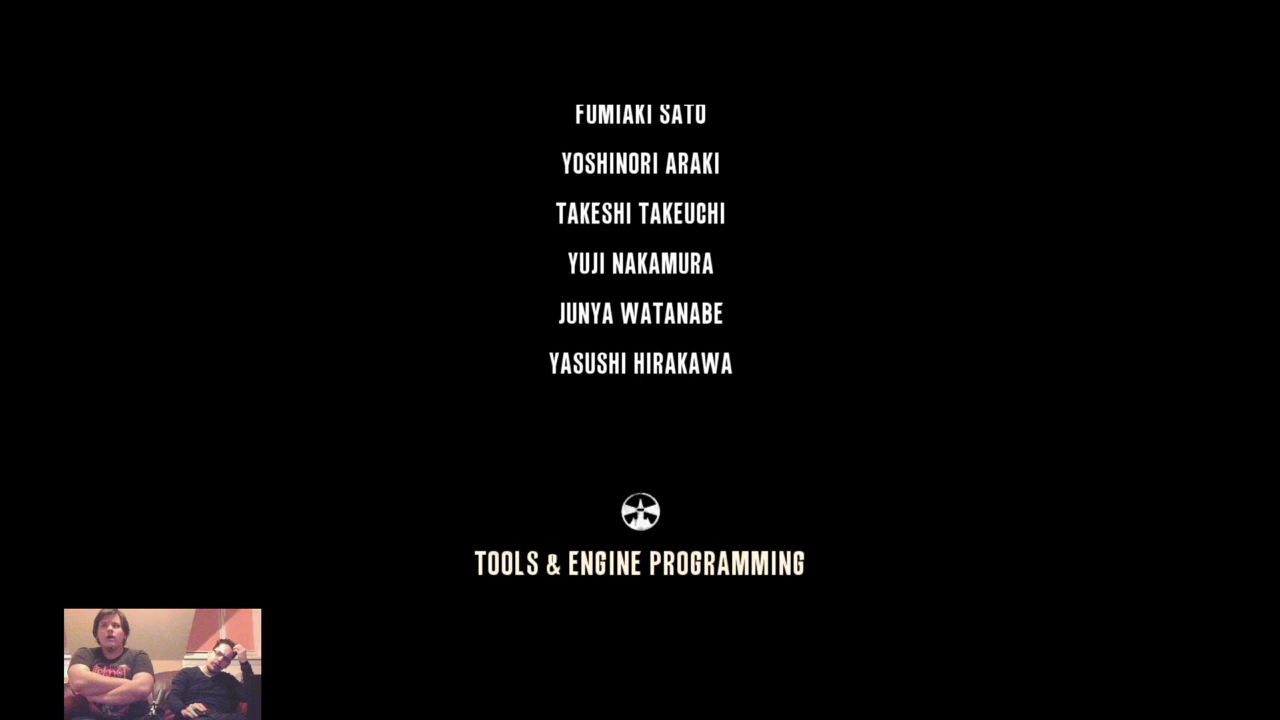 FUMIAKI SATO
YOSHINORI ARAKI
TAKESHI TAKEUCHI
YUJI NAKAMURA
JUNYA WATANABE
YASUSHI HIRAKAWA
TOOLS & ENGINE PROGRAMMING